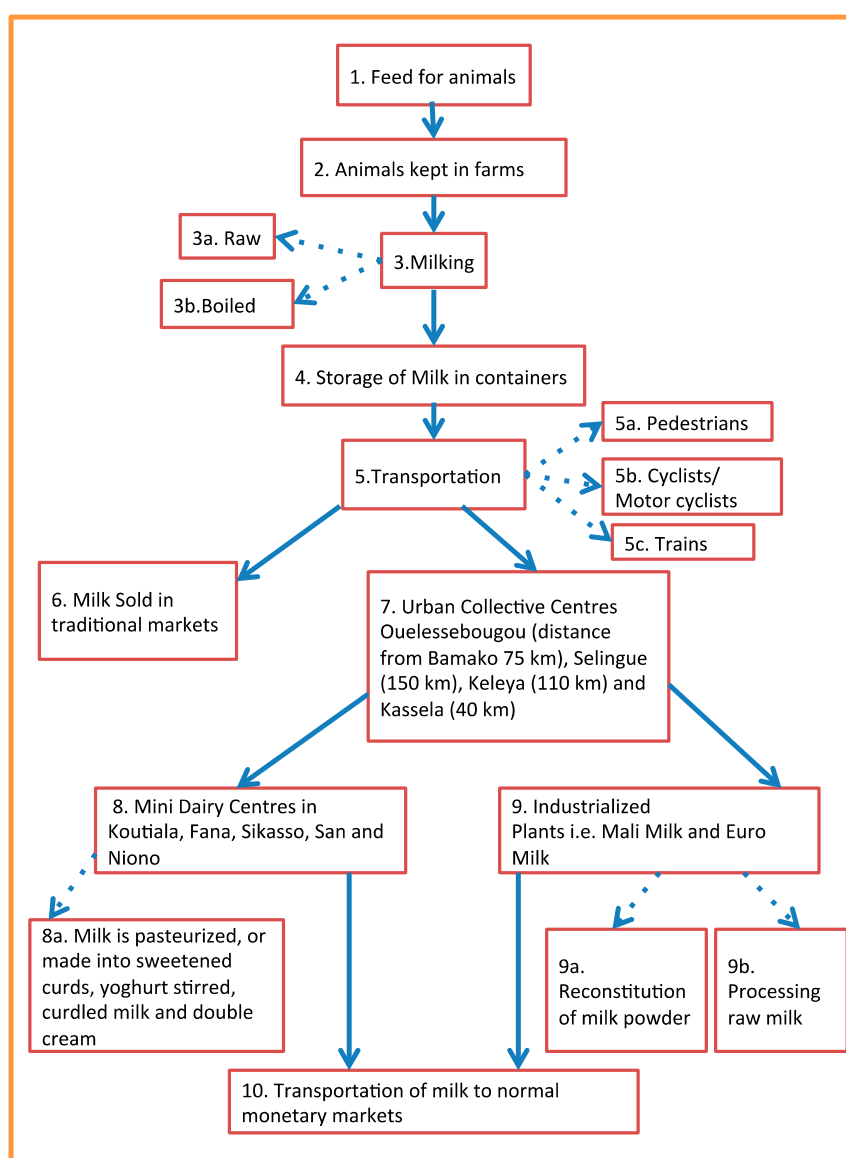 1. Feed for animals
2. Animals kept in farms
3a. Raw
3.Milking
3b.Boiled
4. Storage of Milk in containers
5a. Pedestrians
5.Transportation
5b. Cyclists/
Motor cyclists
5c. Trains
6. Milk Sold in
traditional markets
7. Urban Collective Centres
Ouelessebougou (distance
from Bamako 75 km), Selingue
(150 km), Keleya (110 km) and
Kassela (40 km)
8. Mini Dairy Centres in
Koutiala, Fana, Sikasso, San and
Niono
9. Industrialized
Plants i.e. Mali Milk and Euro
Milk
8a. Milk is pasteurized, or
made into sweetened
curds, yoghurt stirred,
curdled milk and double
cream
9a.
Reconstitution
of milk powder
9b.
Processing
raw milk
10. Transportation of milk to normal
monetary markets